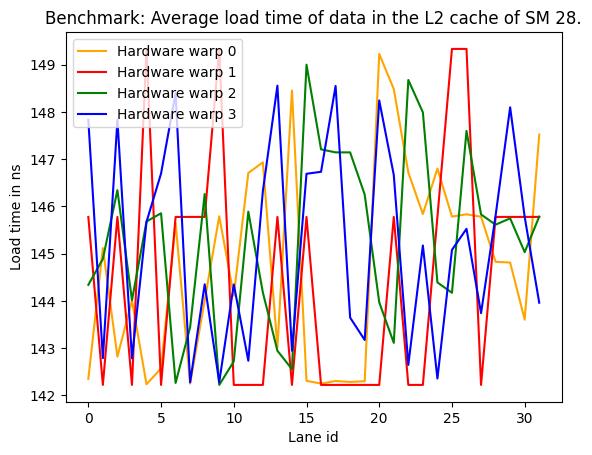 Benchmark: Average load time of data in the L2 cache of SM 28.
Hardware warp 0
Hardware warp 1
Hardware warp 2
Hardware warp 3
Load time in ns
149
148
147
146
145
144
143
142
0 5 10 15 20 25 30
Lane id